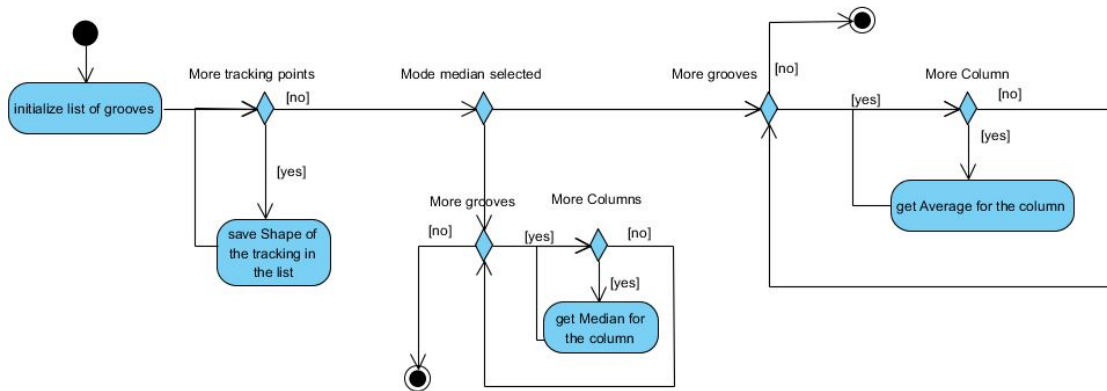 initialize list of grooves
More tracking points
[no]
[yes]
save Shape of
the tracking in
the list
Mode median selected
More grooves
[no]
[yes]
More Columns
[no]
[yes]
get Median for
the column
More grooves
[no]
[yes]
More Column
[no]
[yes]
get Average for the column